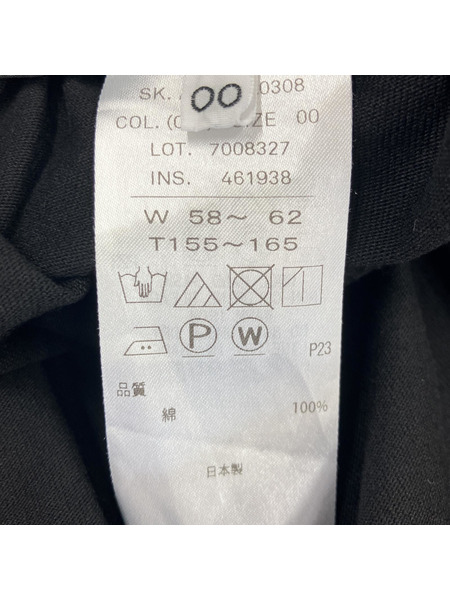 SK. 0308
00
COL. (0 ZE 00
LOT. 7008327
INS. 461938
W 58～ 62
T155～165
P W
P23
品質
綿 100%
日本製